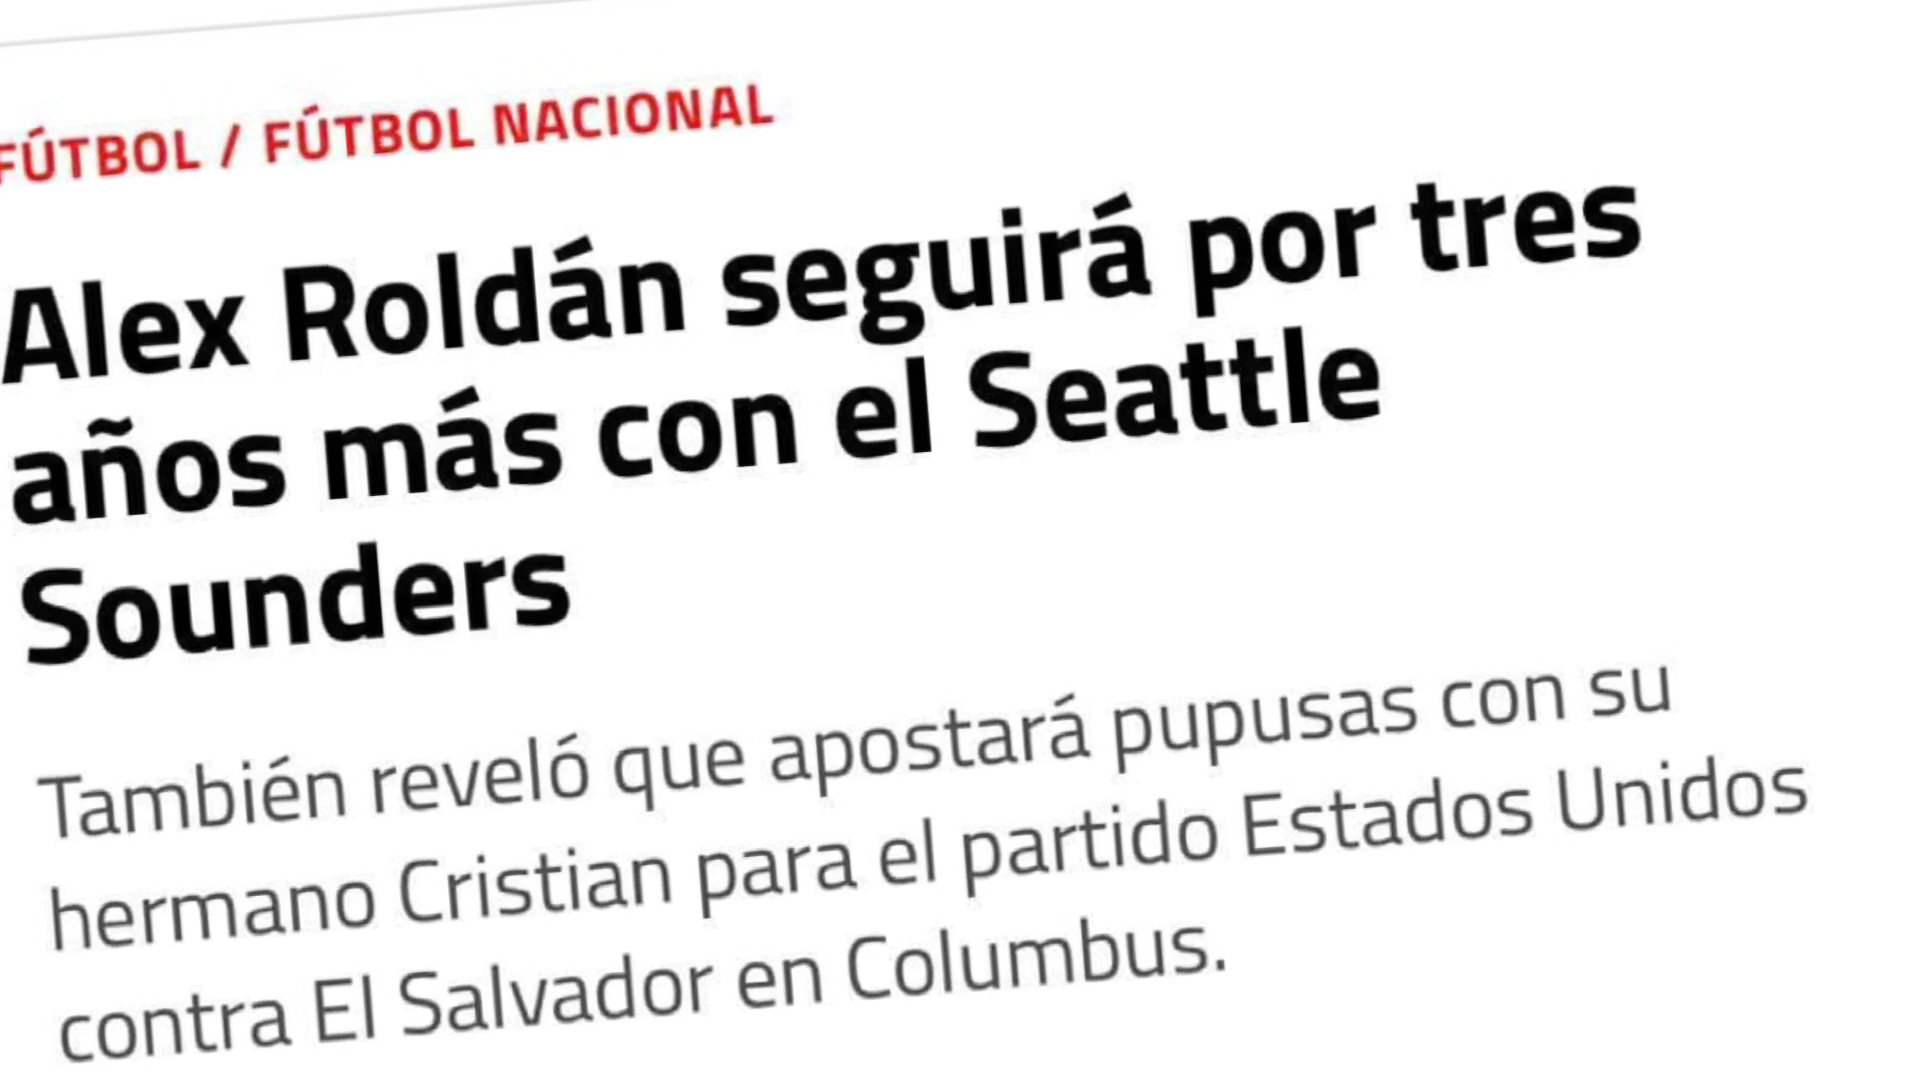 FÚTBOL / FÚTBOL NACIONAL
Alex Roldán seguirá por tres
años más con el Seattle
Sounders
También reveló que apostará pupusas con su
hermano Cristian para el partido Estados Unidos
contra El Salvador en Columbus.